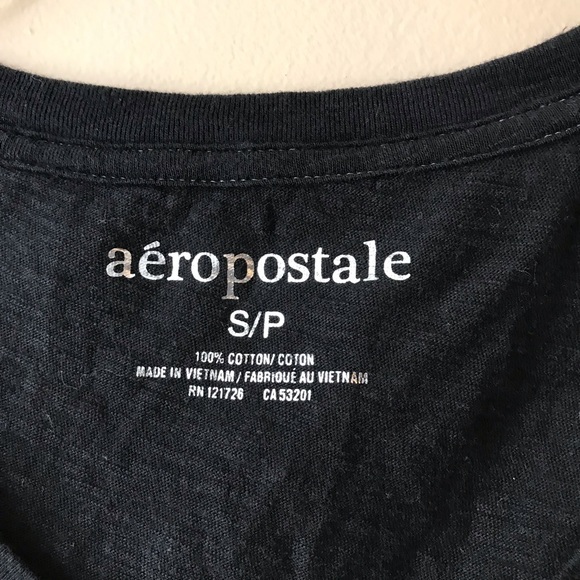 aéropostale
S/P
100% COTTON/ COTON
MADE IN VIETNAM / FABRIQUÉ AU VIETNAM
RN 121726 CA 53201